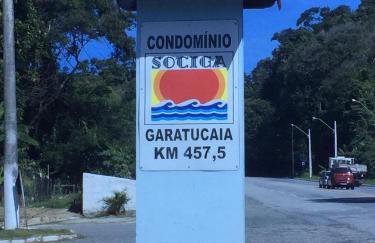 CONDOMÍNIO
SOCIGA
GARATUCAIA
KM 457,5